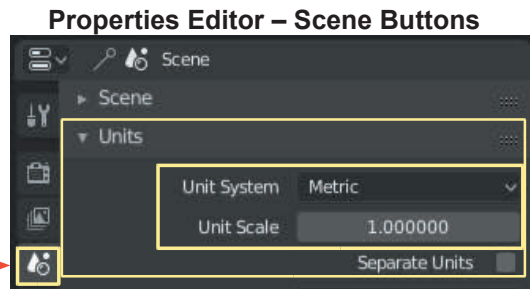 Properties Editor – Scene Buttons
Scene
Scene
Units
Unit System Metric
Unit Scale 1.000000
Separate Units